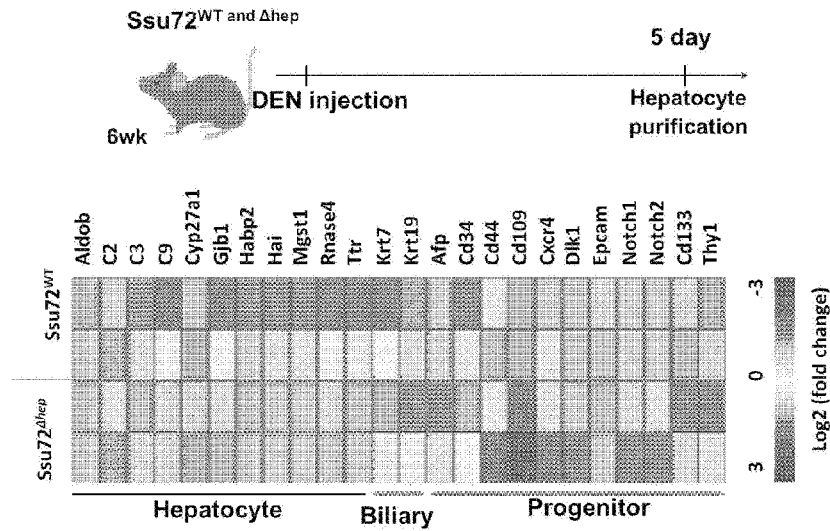 Ssu72WT and Δhep
5 day
DEN injection
Hepatocyte
purification
6wk
Aldob
C2
C3
C9
Cyp27a1
Gjb1
Habp2
Hai
Mgst1
Rnase4
Ttr
Krt7
Krt19
Afp
Cd34
Cd44
Cd109
Cxcr4
Dlk1
Epcam
Notch1
Notch2
Cd133
Thy1
Ssu72WT
Ssu72Δhep
-3
0
3
Log2 (fold change)
Hepatocyte
Biliary
Progenitor